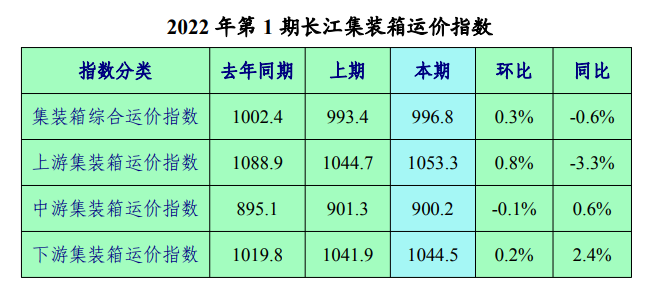 2022 年第 1 期长江集装箱运价指数
指数分类 去年同期 上期 本期 环比 同比
集装箱综合运价指数 1002.4 993.4 996.8 0.3% -0.6%
上游集装箱运价指数 1088.9 1044.7 1053.3 0.8% -3.3%
中游集装箱运价指数 895.1 901.3 900.2 -0.1% 0.6%
下游集装箱运价指数 1019.8 1041.9 1044.5 0.2% 2.4%